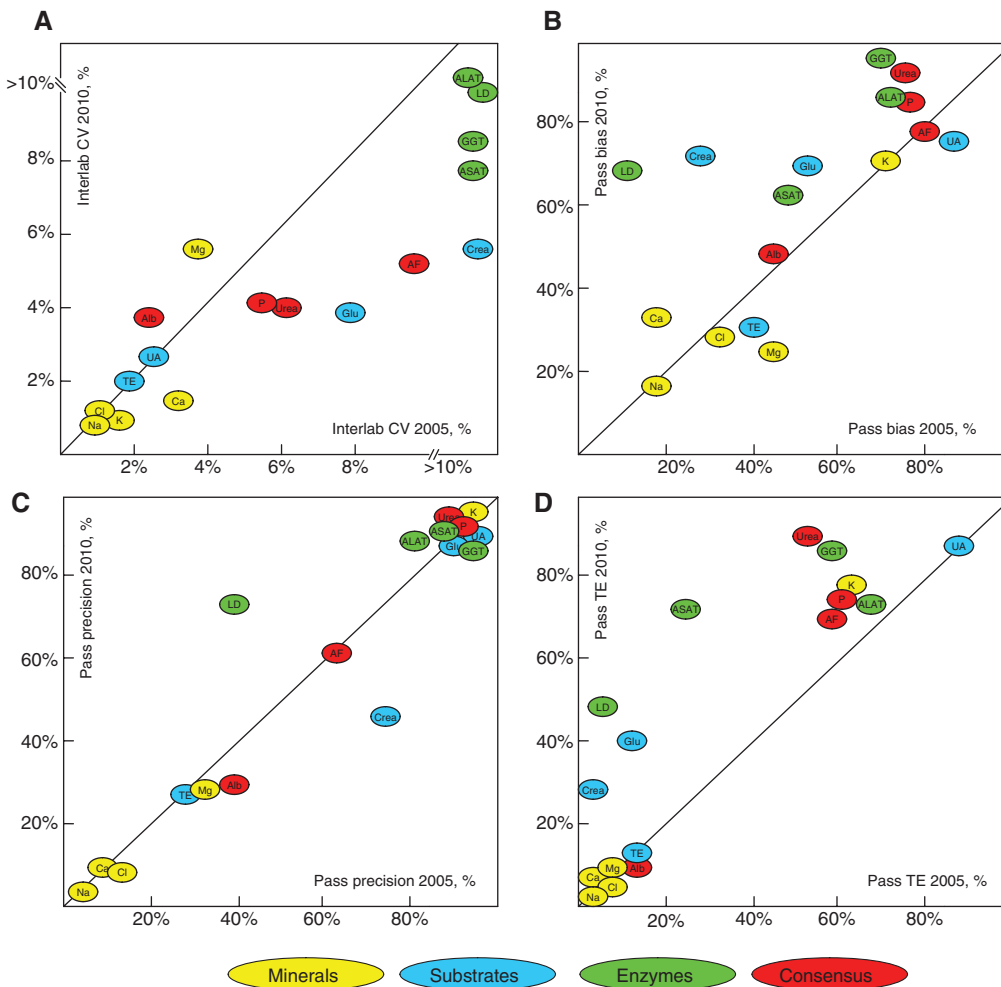 A
Interlab CV 2010, %
>10%
8%
6%
4%
2%
ALAT
LD
GGT
ASAT
Mg
Crea
AF
P
Urea
Glu
Alb
UA
TE
Ca
Cl
K
Na
Interlab CV 2005, %
2%
4%
6%
8%
>10%
B
Pass bias 2010, %
80%
60%
40%
20%
GGT
Urea
ALAT
P
AF
UA
Crea
K
LD
Glu
ASAT
Alb
Ca
TE
Cl
Mg
Na
Pass bias 2005, %
20%
40%
60%
80%
C
Pass precision 2010, %
80%
60%
40%
20%
K
Urea
P
ASAT
UA
ALAT
Glu
GGT
LD
AF
Crea
Alb
Mg
TE
Ca
Cl
Na
Pass precision 2005, %
20%
40%
60%
80%
D
Pass TE 2010, %
80%
60%
40%
20%
Urea
UA
GGT
K
P
ALAT
ASAT
AF
LD
Glu
Crea
TE
Mg
Alb
Ca
Cl
Na
Pass TE 2005, %
20%
40%
60%
80%
Minerals
Substrates
Enzymes
Consensus